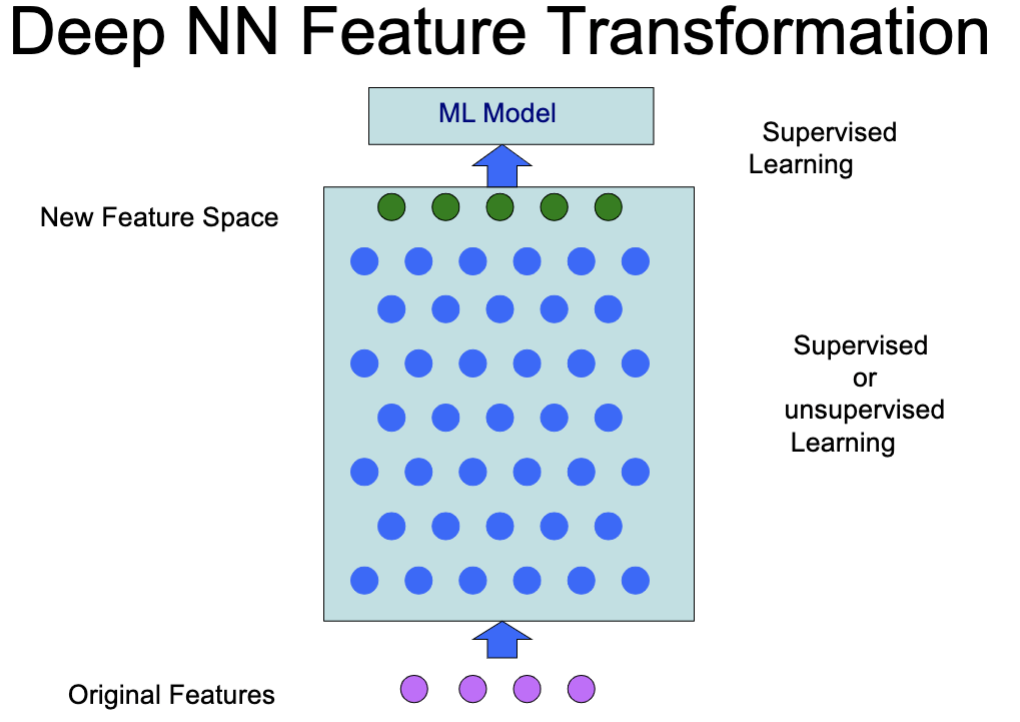 Deep NN Feature Transformation
ML Model
Supervised
Learning
New Feature Space
Supervised
or
unsupervised
Learning
Original Features